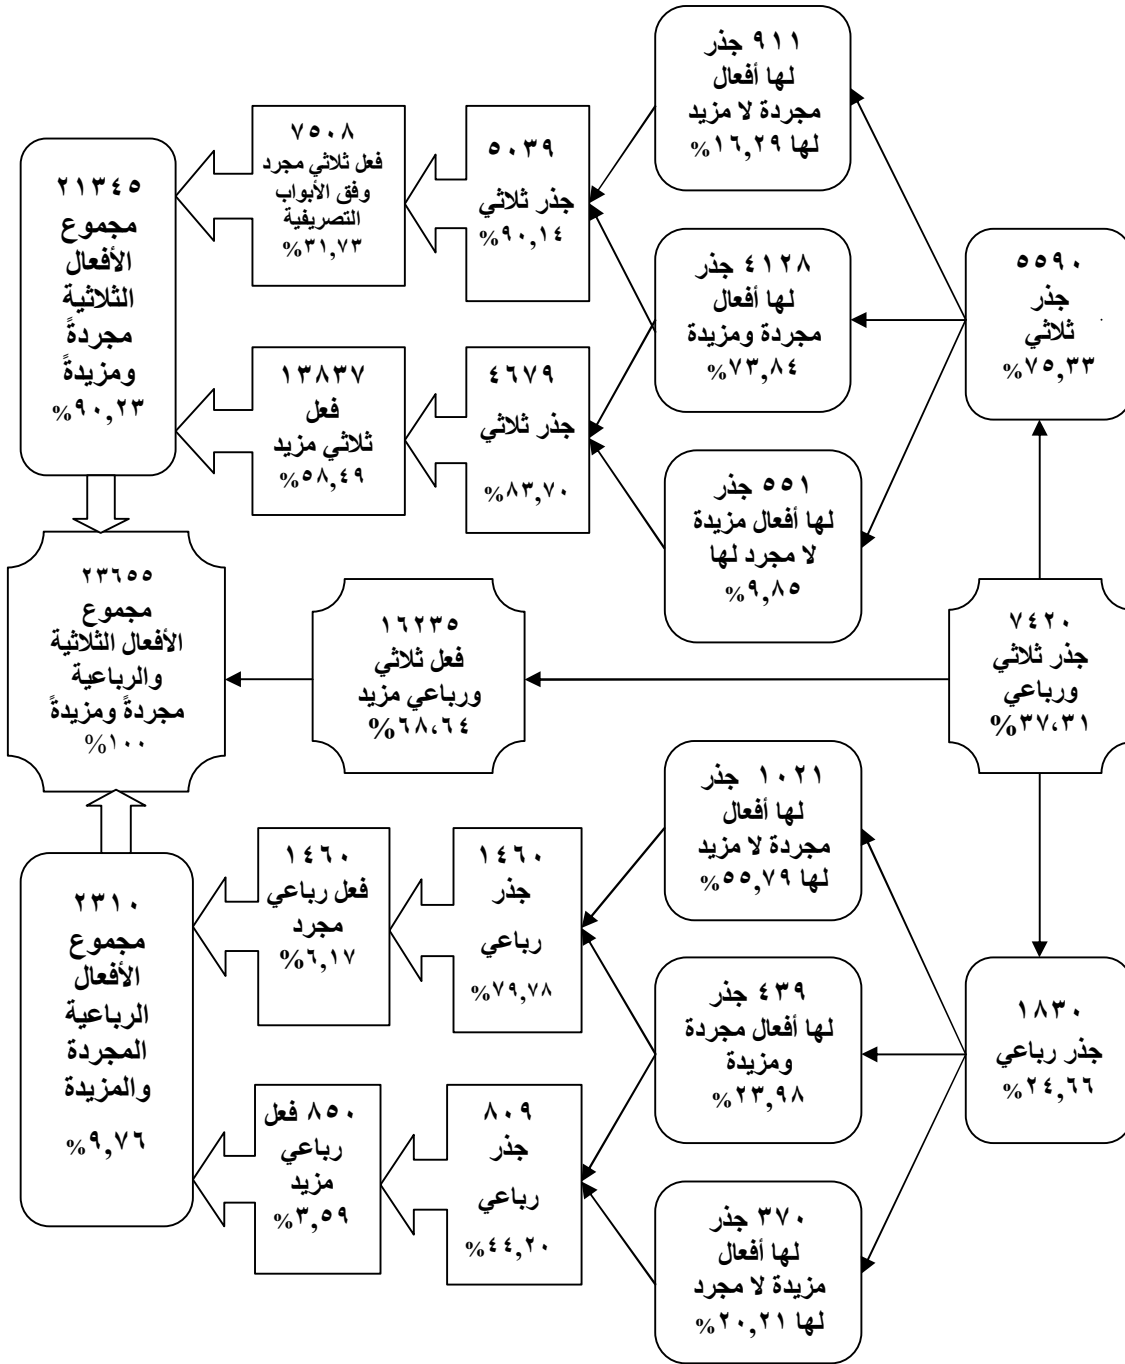 ٧٤٢٠
جذر ثلاثي
ورباعي
%٣٧،٣١
٥٥٩٠
جذر
ثلاثي
%٧٥,٣٣
٩١١ جذر
لها أفعال
مجردة لا مزيد
لها ١٦,٢٩%
٤١٢٨ جذر
لها أفعال
مجردة ومزيدة
%٧٣,٨٤
٥٥١ جذر
لها أفعال مزيدة
لا مجرد لها
%٩,٨٥
٥٠٣٩
جذر ثلاثي
%٩٠,١٤
٤٦٧٩
جذر ثلاثي
%٨٣,٧٠
٧٥٠٨
فعل ثلاثي مجرد
وفق الأبواب
التصريفية
%٣١,٧٣
١٣٨٣٧
فعل
ثلاثي مزيد
%٥٨,٤٩
٢١٣٤٥
مجموع
الأفعال
الثلاثية
مجردةً
ومزيدةً
%٩٠,٢٣
١٦٢٣٥
فعل ثلاثي
ورباعي مزيد
%٦٨،٦٤
٢٣٦٥٥
مجموع
الأفعال الثلاثية
والرباعية
مجردةً ومزيدةً
%١٠٠
١٨٣٠
جذر رباعي
%٢٤,٦٦
١٠٢١ جذر
لها أفعال
مجردة لا مزيد
لها ٥٥,٧٩%
٤٣٩ جذر
لها أفعال مجردة
ومزيدة
%٢٣,٩٨
٣٧٠ جذر
لها أفعال
مزيدة لا مجرد
لها ٢٠,٢١%
١٤٦٠
جذر
رباعي
%٧٩,٧٨
٨٠٩
جذر
رباعي
%٤٤,٢٠
١٤٦٠
فعل رباعي
مجرد
%٦,١٧
٨٥٠ فعل
رباعي
مزيد
%٣,٥٩
٢٣١٠
مجموع
الأفعال
الرباعية
المجردة
والمزيدة
%٩,٧٦